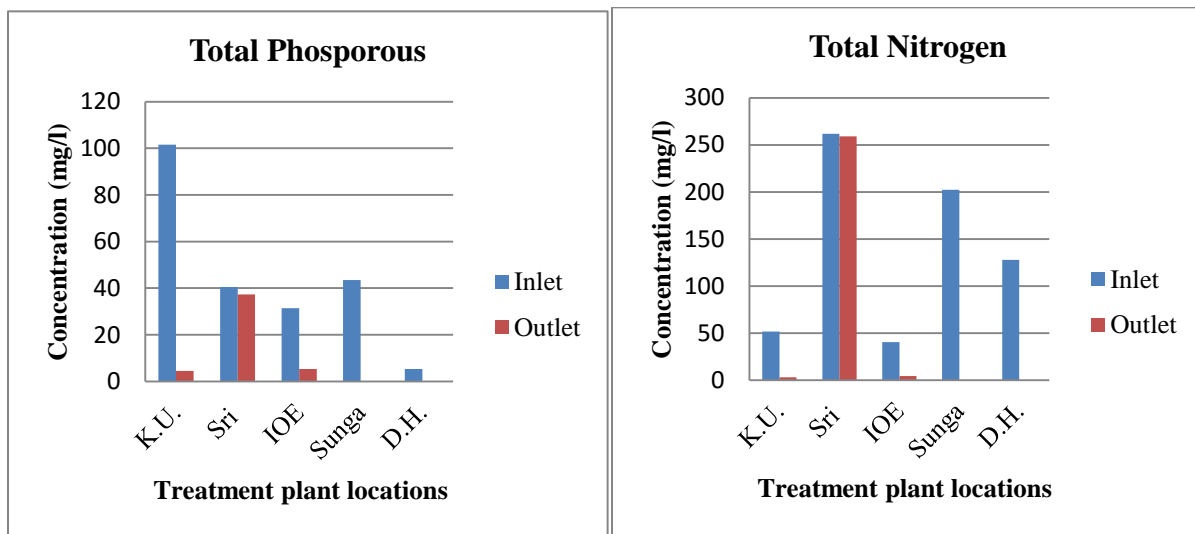 Total Phosporous
Concentration (mg/l)
120
100
80
60
40
20
0
K.U.
Sri
IOE
Sunga
D.H.
Treatment plant locations
Inlet
Outlet
Total Nitrogen
Concentration (mg/l)
300
250
200
150
100
50
0
K.U.
Sri
IOE
Sunga
D.H.
Treatment plant locations
Inlet
Outlet